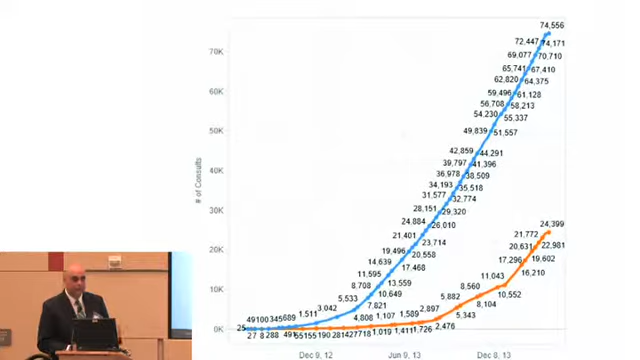 74,556
72,447 74,171
70K
69,077 70,710
65,741 67,410
62,820 64,375
60K
59,496 61,128
56,708 58,213
54,230 55,337
50K
49,839 51,557
42,859 44,291
40K
39,797 41,396
36,978 38,509
34,193 35,518
31,577 32,774
30K
28,151 29,320
24,884 26,010
24,399
21,401 23,714
21,772 22,981
20K
19,496 20,558
20,631 19,602
17,468
17,296 16,210
14,639 13,559
11,595 10,649
11,043 10,552
10K
8,708 7,821
8,560 8,104
5,533
5,882 5,343
1,511 3,042
2,897
0K
4,808 1,107 1,589
1,019 1,726 2,476
# of Consults
Dec 9, 12 Jun 9, 13 Dec 8, 13